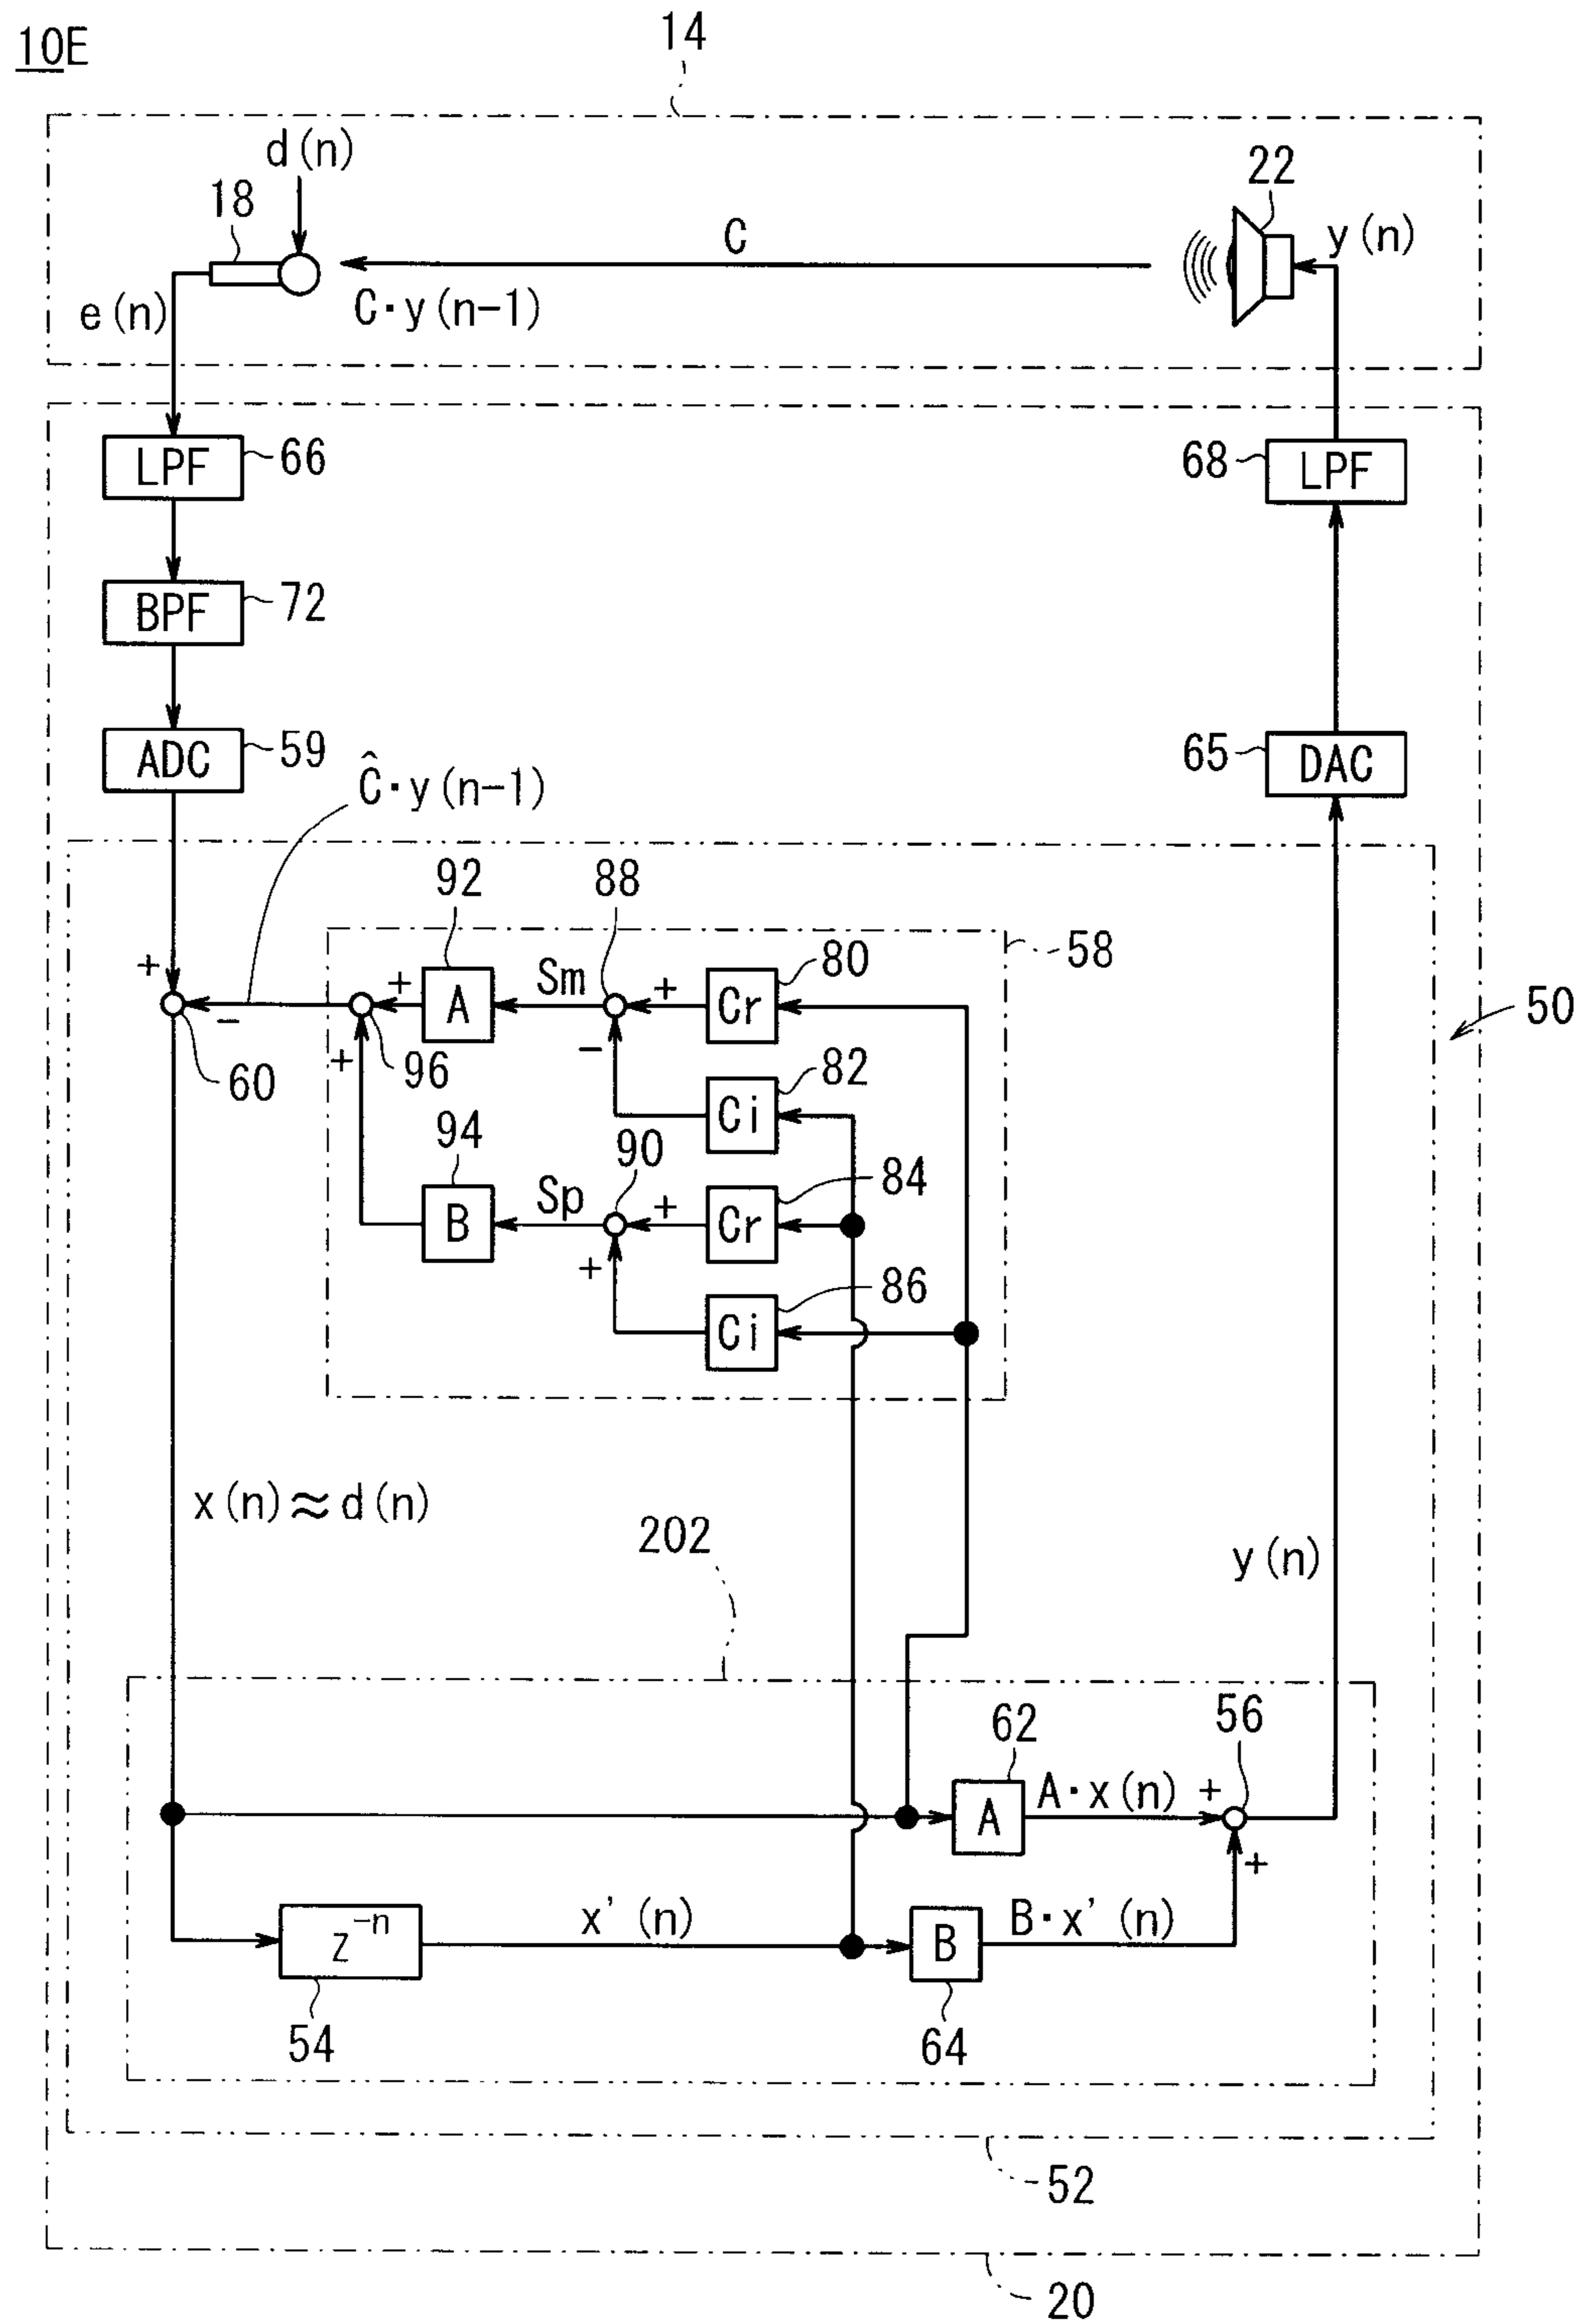 10E
14
d(n)
18
22
C
y(n)
C·y(n-1)
e(n)
LPF
66
68
LPF
BPF
72
ADC
59
65
DAC
Ĉ·y(n-1)
92
88
58
+
+
A
Sm
+
Cr
80
50
-
60
+
96
-
Ci
82
94
90
B
Sp
+
Cr
84
+
Ci
86
x(n)≈d(n)
202
y(n)
62
56
A
A·x(n)
+
+
z⁻ⁿ
x'(n)
B
B·x'(n)
54
64
52
20